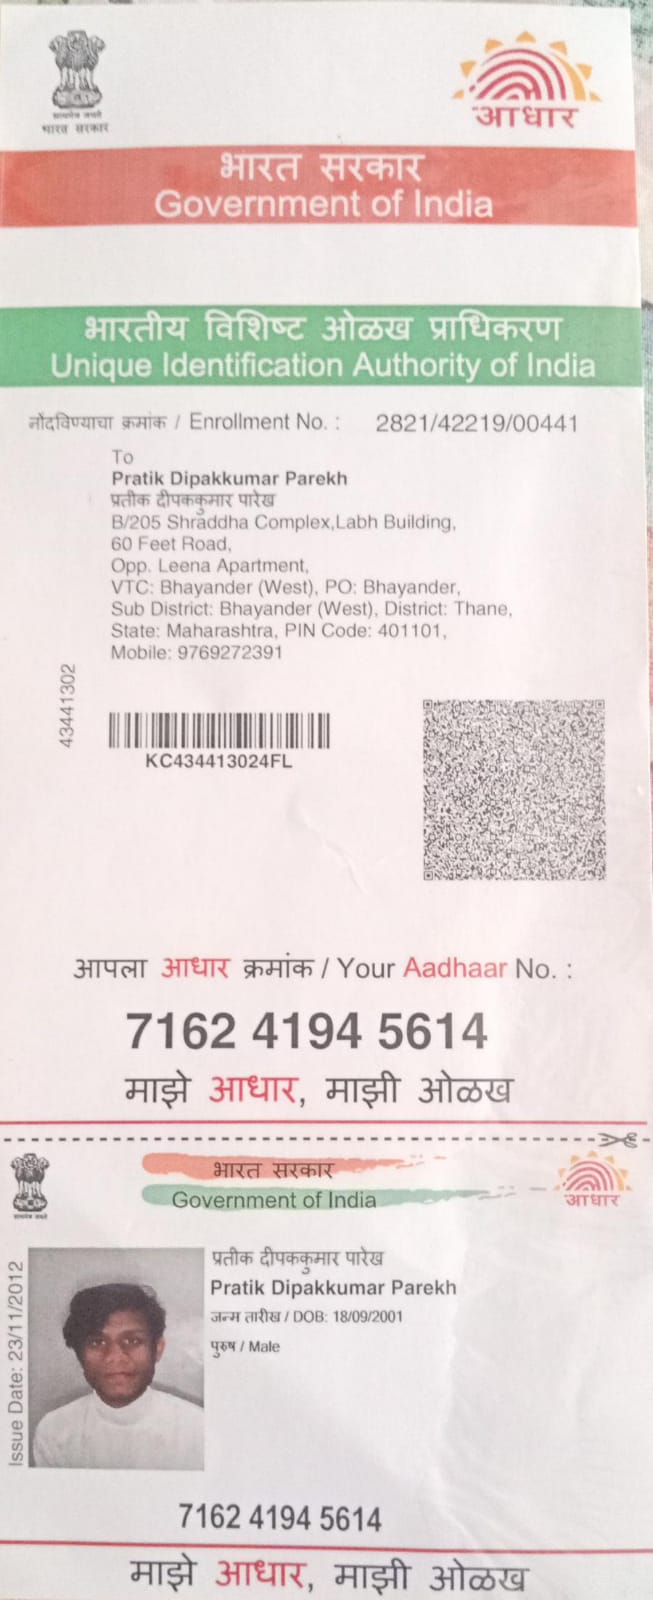 सत्यमेव जयते
भारत सरकार
आधार
भारत सरकार
Government of India
भारतीय विशिष्ट ओळख प्राधिकरण
Unique Identification Authority of India
नोंदविण्याचा क्रमांक / Enrollment No. : 2821/42219/00441
To
Pratik Dipakkumar Parekh
प्रतीक दीपककुमार पारेख
B/205 Shraddha Complex,Labh Building,
60 Feet Road,
Opp. Leena Apartment,
VTC: Bhayander (West), PO: Bhayander,
Sub District: Bhayander (West), District: Thane,
State: Maharashtra, PIN Code: 401101,
Mobile: 9769272391
43441302
KC434413024FL
आपला आधार क्रमांक / Your Aadhaar No. :
7162 4194 5614
माझे आधार, माझी ओळख
भारत सरकार
Government of India
आधार
Issue Date: 23/11/2012
प्रतीक दीपककुमार पारेख
Pratik Dipakkumar Parekh
जन्म तारीख / DOB: 18/09/2001
पुरुष / Male
7162 4194 5614
माझे आधार, माझी ओळख